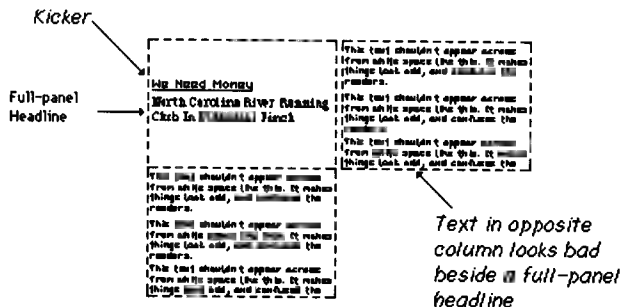 Kicker
Full-panel
Headline
We Need Money
North Carolina River Running
Club In Pinch
This text shouldn't appear across
from white space like this. It makes
things look odd, and
This text shouldn't appear across
from white space like this. It makes
things look odd, and confuses the
This text shouldn't appear
from space like this. It
things look odd, and confuses the
This shouldn't appear
from white space like this. It makes
things look odd, the
readers.
This shouldn't appear across
from white It makes
things look odd, the
readers.
This text shouldn't appear across
from white space like this. It makes
things odd, and confuses the
Text in opposite
column looks bad
beside a full-panel
headline